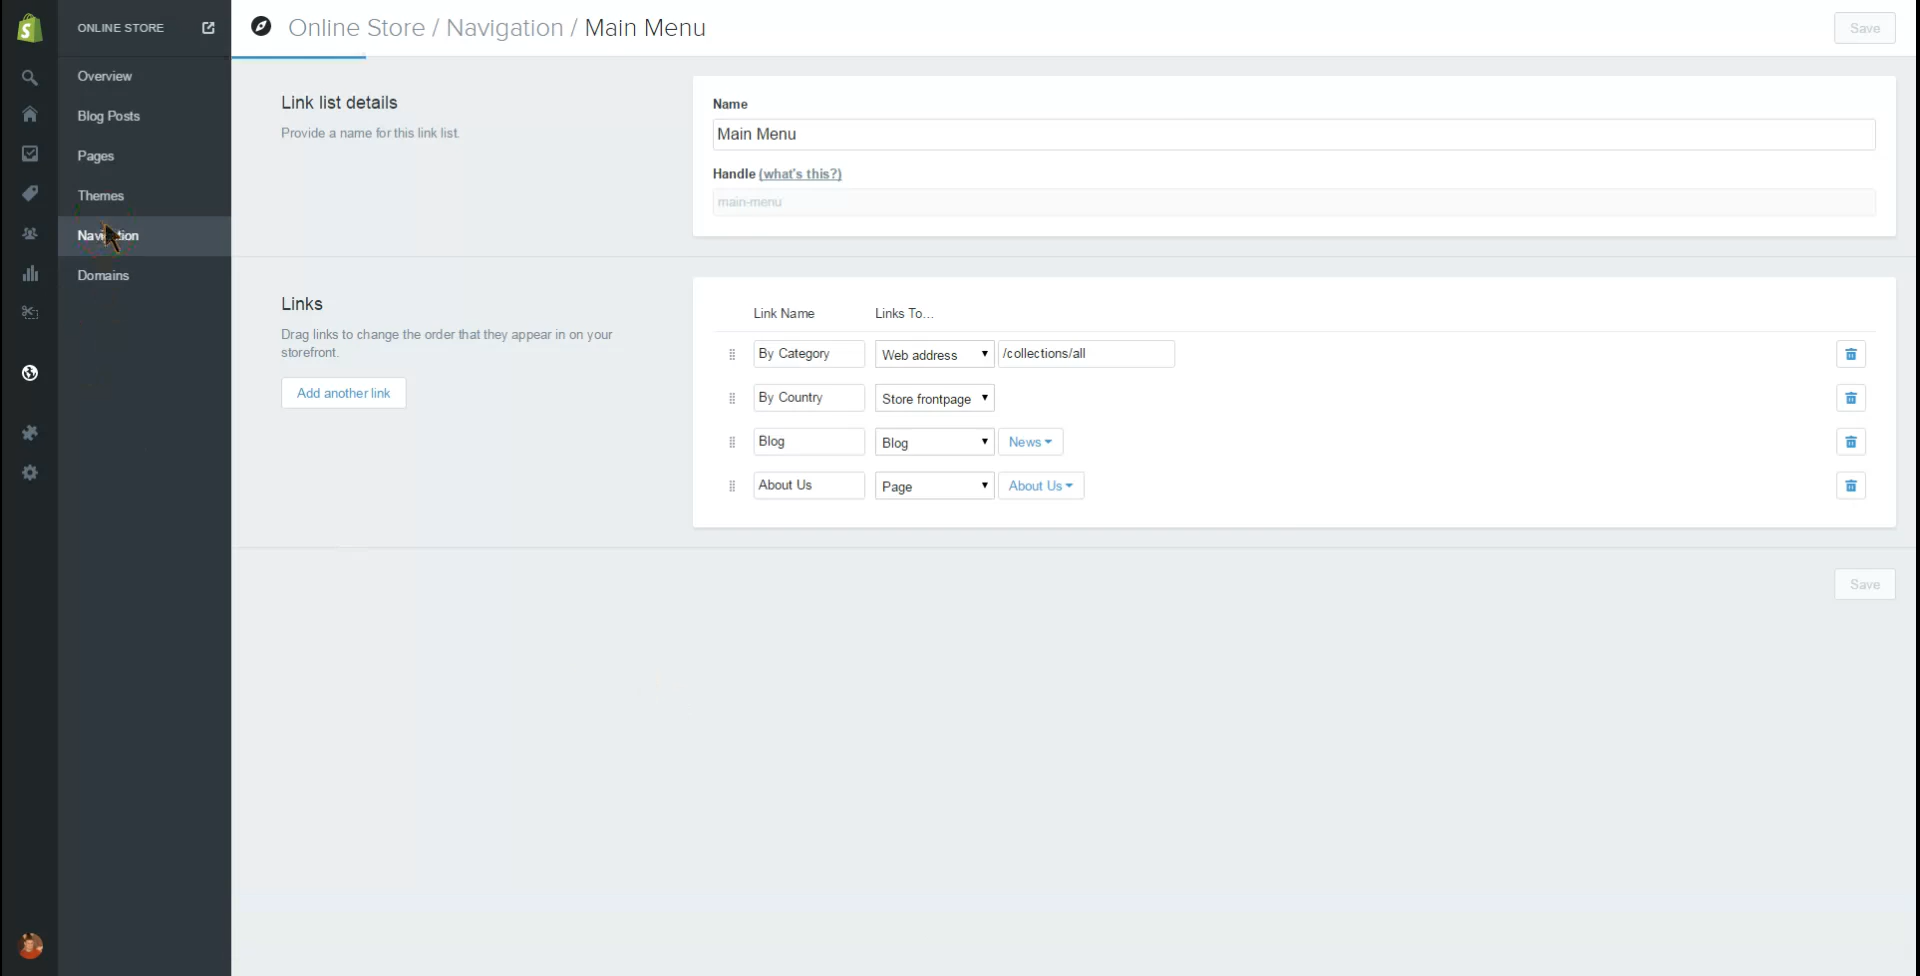 ONLINE STORE
Overview
Blog Posts
Pages
Themes
Navigation
Domains
Online Store / Navigation / Main Menu
Save
Link list details
Provide a name for this link list.
Name
Main Menu
Handle (what's this?)
main-menu
Links
Drag links to change the order that they appear in on your
storefront.
Add another link
Link Name Links To...
By Category Web address /collections/all
By Country Store frontpage
Blog Blog News
About Us Page About Us
Save